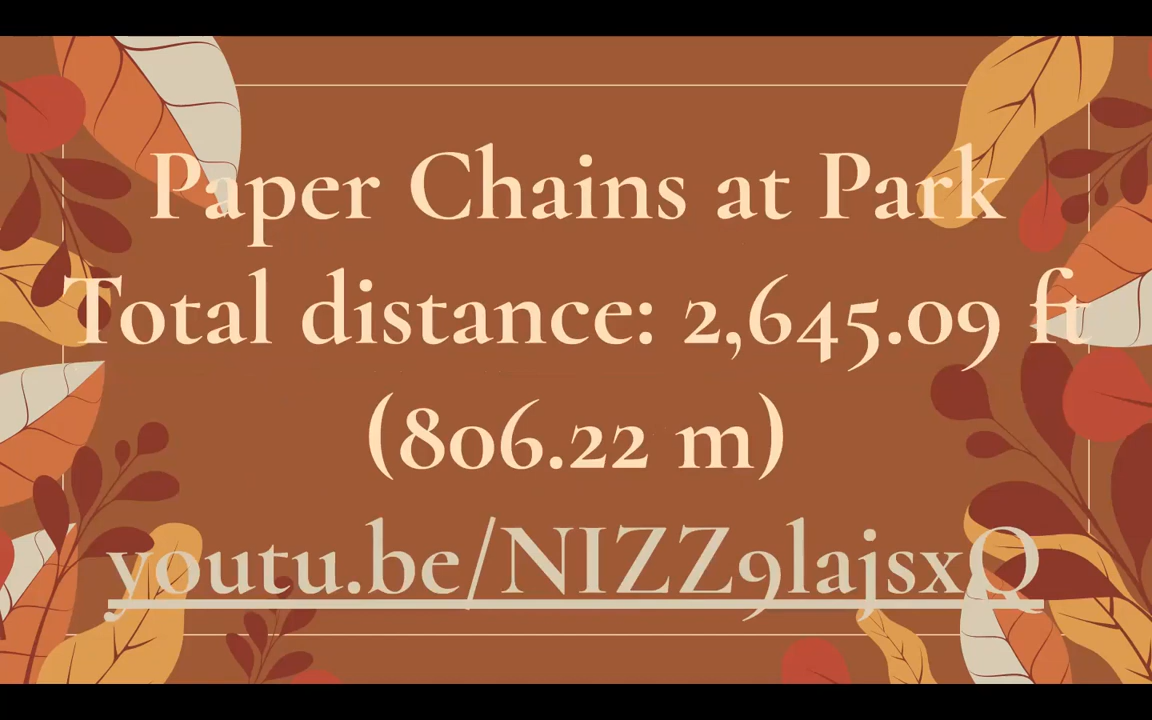 Paper Chains at Park
Total distance: 2,645.09 ft
(806.22 m)
youtu.be/NIZZ9lajsxQ